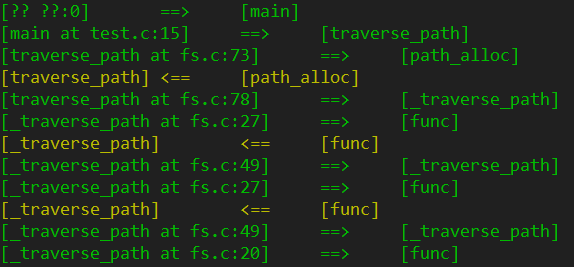 [?? ??:0] ==> [main]
[main at test.c:15] ==> [traverse_path]
[traverse_path at fs.c:73] ==> [path_alloc]
[traverse_path] <== [path_alloc]
[traverse_path at fs.c:78] ==> [_traverse_path]
[_traverse_path at fs.c:27] ==> [func]
[_traverse_path] <== [func]
[_traverse_path at fs.c:49] ==> [_traverse_path]
[_traverse_path at fs.c:27] ==> [func]
[_traverse_path] <== [func]
[_traverse_path at fs.c:49] ==> [_traverse_path]
[_traverse_path at fs.c:20] ==> [func]